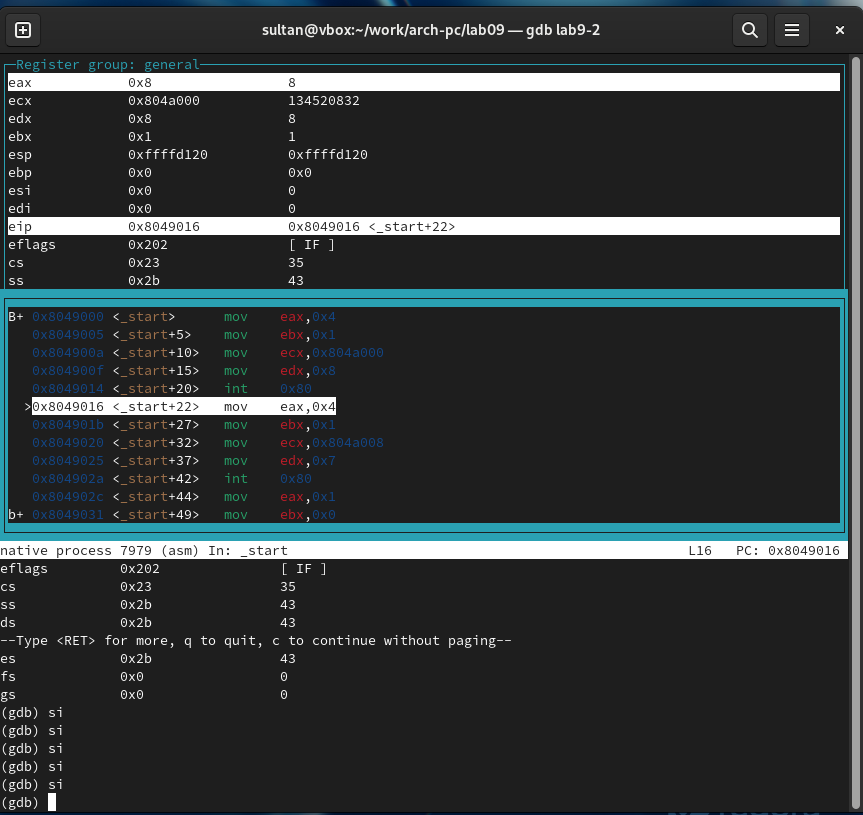 sultan@vbox:~/work/arch-pc/lab09 — gdb lab9-2
Register group: general
eax 0x8 8
ecx 0x804a000 134520832
edx 0x8 8
ebx 0x1 1
esp 0xffffd120 0xffffd120
ebp 0x0 0x0
esi 0x0 0
edi 0x0 0
eip 0x8049016 0x8049016 <_start+22>
eflags 0x202 [ IF ]
cs 0x23 35
ss 0x2b 43
B+ 0x8049000 <_start> mov eax,0x4
0x8049005 <_start+5> mov ebx,0x1
0x804900a <_start+10> mov ecx,0x804a000
0x804900f <_start+15> mov edx,0x8
0x8049014 <_start+20> int 0x80
>0x8049016 <_start+22> mov eax,0x4
0x804901b <_start+27> mov ebx,0x1
0x8049020 <_start+32> mov ecx,0x804a008
0x8049025 <_start+37> mov edx,0x7
0x804902a <_start+42> int 0x80
0x804902c <_start+44> mov eax,0x1
b+ 0x8049031 <_start+49> mov ebx,0x0
native process 7979 (asm) In: _start L16 PC: 0x8049016
eflags 0x202 [ IF ]
cs 0x23 35
ss 0x2b 43
ds 0x2b 43
--Type <RET> for more, q to quit, c to continue without paging--
es 0x2b 43
fs 0x0 0
gs 0x0 0
(gdb) si
(gdb) si
(gdb) si
(gdb) si
(gdb) si
(gdb)